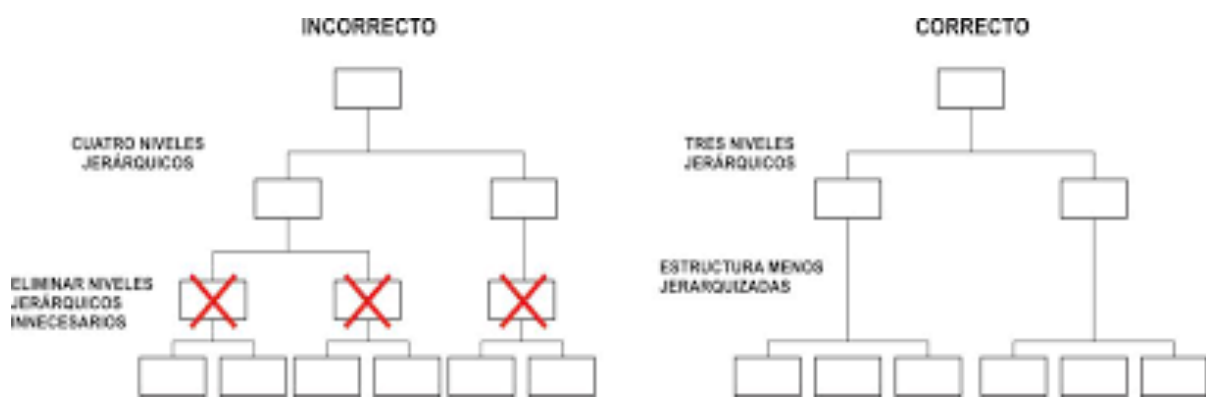 INCORRECTO
CUATRO NIVELES
JERÁRQUICOS
ELIMINAR NIVELES
JERÁRQUICOS
INNECESARIOS
CORRECTO
TRES NIVELES
JERÁRQUICOS
ESTRUCTURA MENOS
JERARQUIZADAS